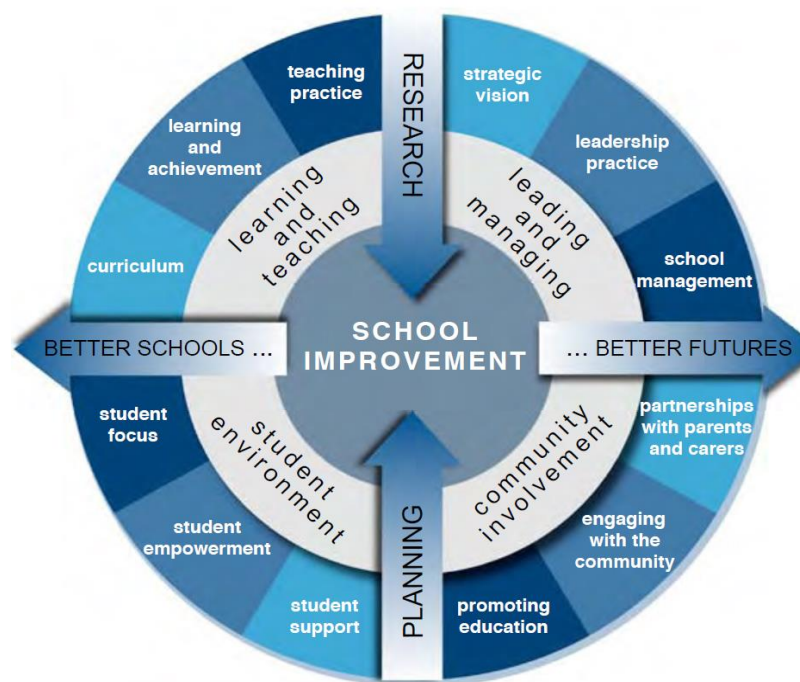 RESEARCH
teaching
practice
strategic
vision
learning
and
achievement
leadership
practice
learning
and
teaching
leading
and
managing
curriculum
school
management
SCHOOL
IMPROVEMENT
BETTER SCHOOLS ...
... BETTER FUTURES
student
focus
partnerships
with parents
and carers
student
environment
community
involvement
student
empowerment
engaging
with the
community
student
support
PLANNING
promoting
education